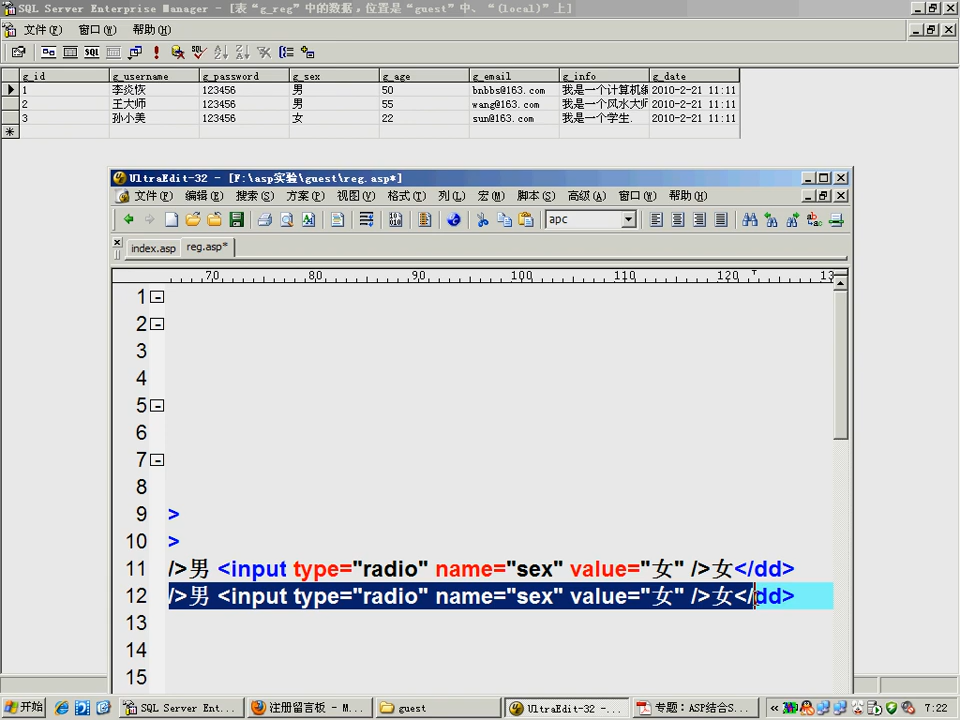 SQL Server Enterprise Manager - [表“g_reg”中的数据，位置是“guest”中、“(local)”上]
文件(F) 窗口(W) 帮助(H)
g_id g_username g_password g_sex g_age g_email g_info g_date
1 李炎恢 123456 男 50 bnbbs@163.com 我是一个计算机 2010-2-21 11:11
2 王大师 123456 男 55 wang@163.com 我是一个风水大师 2010-2-21 11:11
3 孙小美 123456 女 22 sun@163.com 我是一个学生. 2010-2-21 11:11
UltraEdit-32 - [F:\asp实验\guest\reg.asp*]
文件(F) 编辑(E) 搜索(S) 方案(P) 视图(V) 格式(T) 列(L) 宏(M) 脚本(S) 高级(A) 窗口(W) 帮助(H)
apc
index.asp reg.asp*
70 80 90 100 110 120 13
1
2
3
4
5
6
7
8
9 >
10 >
11 />男 <input type="radio" name="sex" value="女" />女</dd>
12 />男 <input type="radio" name="sex" value="女" />女</dd>
13
14
15
开始 SQL Server Ent... 注册留言板 - M... guest UltraEdit-32 -... 专题：ASP结合S... « 7:22